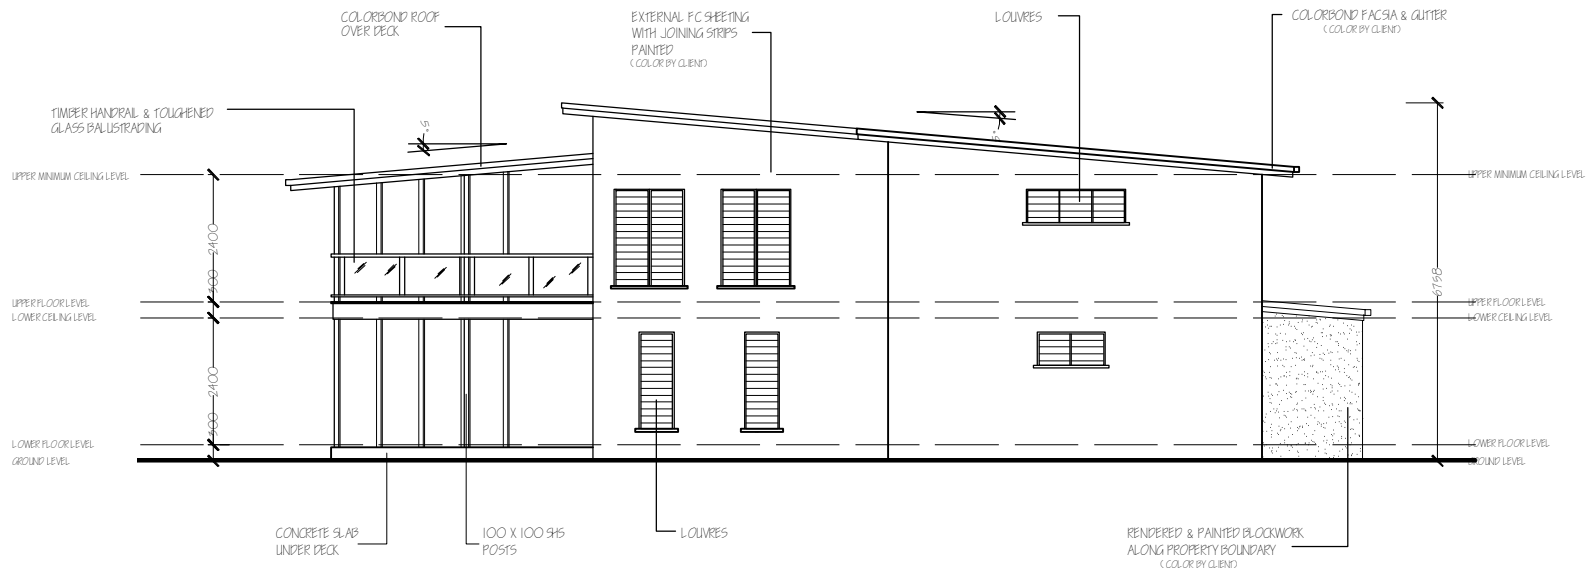 COLORBOND ROOF
OVER DECK
EXTERNAL FC SHEETING
WITH JOINING STRIPS
PAINTED
(COLOR BY CLIENT)
LOUVRES
COLORBOND FACSIA & GUTTER
(COLOR BY CLIENT)
TIMBER HANDRAIL & TOUGHENED
GLASS BALUSTRADING
5°
5°
UPPER MINIMUM CEILING LEVEL
UPPER MINIMUM CEILING LEVEL
2400
300
6758
UPPER FLOOR LEVEL
UPPER FLOOR LEVEL
LOWER CEILING LEVEL
LOWER CEILING LEVEL
2400
300
LOWER FLOOR LEVEL
LOWER FLOOR LEVEL
GROUND LEVEL
GROUND LEVEL
CONCRETE SLAB
UNDER DECK
100 X 100 SHS
POSTS
LOUVRES
RENDERED & PAINTED BLOCKWORK
ALONG PROPERTY BOUNDARY
(COLOR BY CLIENT)